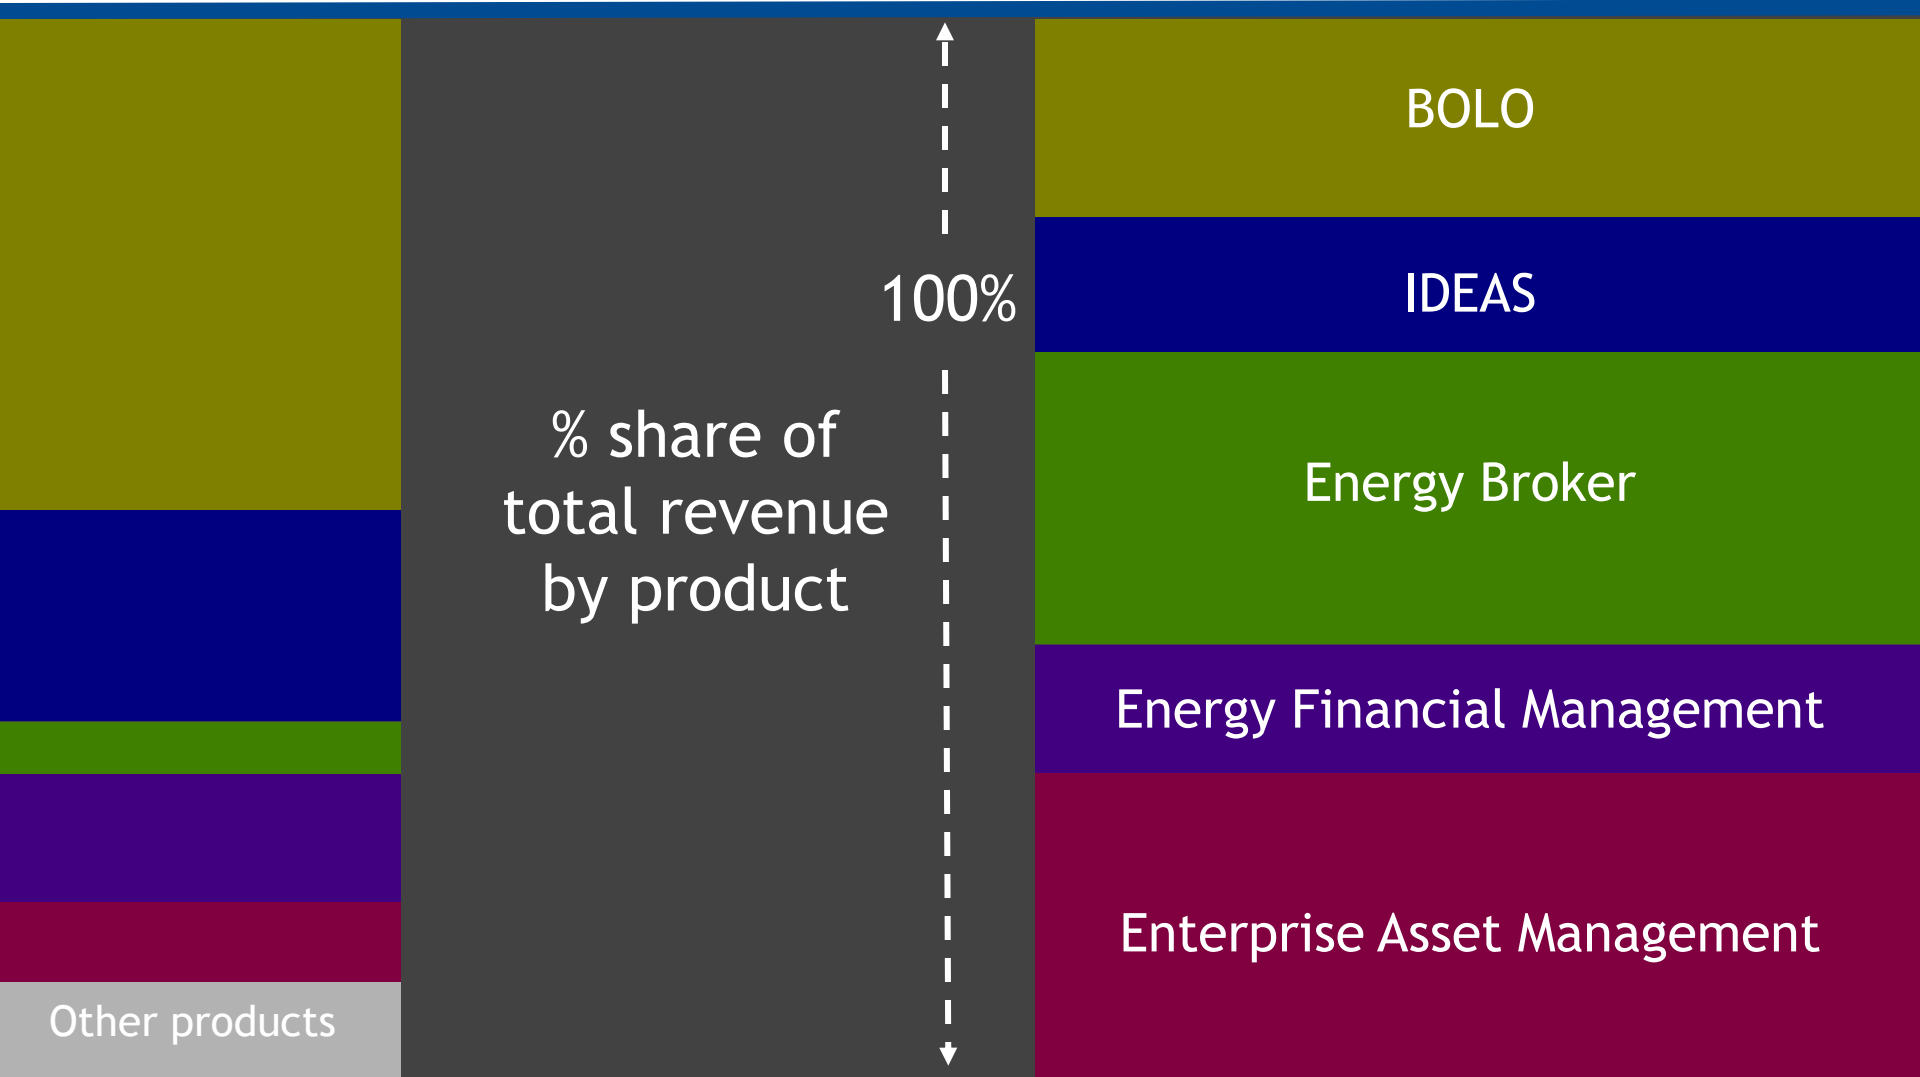 BOLO
IDEAS
100%
% share of
total revenue
by product
Energy Broker
Energy Financial Management
Enterprise Asset Management
Other products